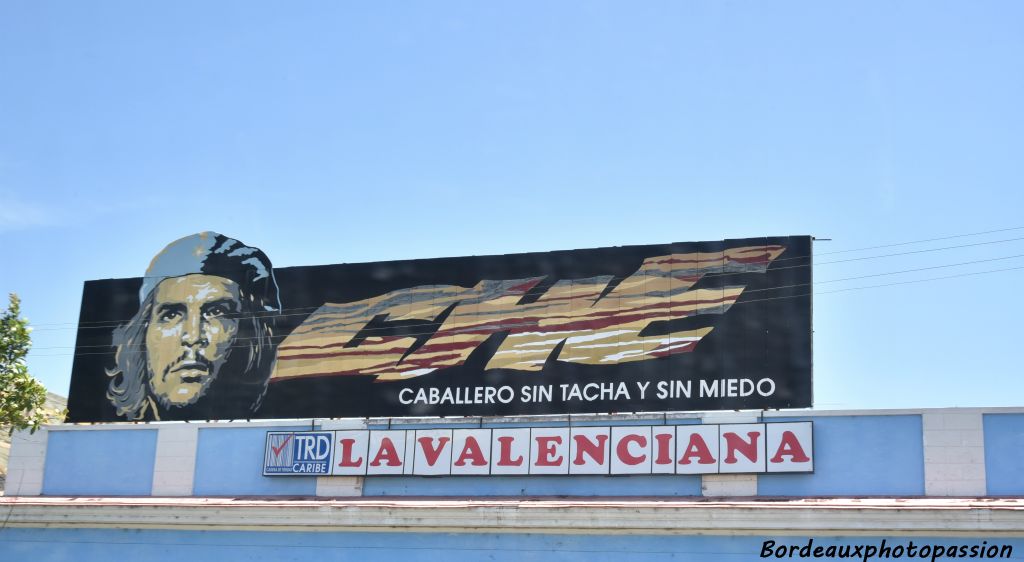 CHE
CABALLERO SIN TACHA Y SIN MIEDO
TRD
CARIBE
LA VALENCIANA
Bordeauxphotopassion